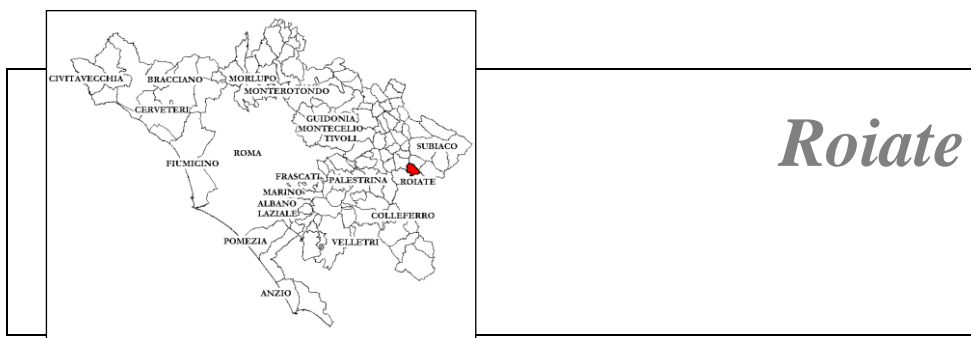 CIVITAVECCHIA
BRACCIANO
MORLUPO
MONTEROTONDO
CERVETERI
GUIDONIA
MONTECELIO
TIVOLI
SUBIACO
ROMA
FIUMICINO
FRASCATI
PALESTRINA
ROIATE
MARINO
ALBANO
LAZIALE
COLLEFERRO
POMEZIA
VELLETRI
ANZIO
Roiate